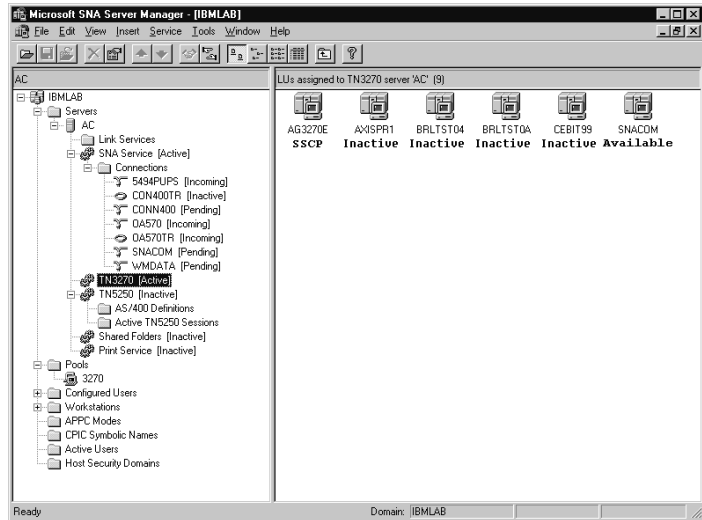 Microsoft SNA Server Manager - [IBMLAB]
File Edit View Insert Service Tools Window Help
AC
LUs assigned to TN3270 server 'AC' (9)
IBMLAB
Servers
AC
Link Services
SNA Service [Active]
Connections
5494PUPS [Incoming]
CON400TR [Inactive]
CONN400 [Pending]
OA570 [Incoming]
OA570TR [Incoming]
SNACOM [Pending]
WMDATA [Pending]
TN3270 [Active]
TN5250 [Inactive]
AS/400 Definitions
Active TN5250 Sessions
Shared Folders [Inactive]
Print Service [Inactive]
Pools
3270
Configured Users
Workstations
APPC Modes
CPIC Symbolic Names
Active Users
Host Security Domains
AG3270E AXISPR1 BRLTST04 BRLTST0A CEBIT99 SNACOM
SSCP Inactive Inactive Inactive Inactive Available
Ready
Domain: IBMLAB